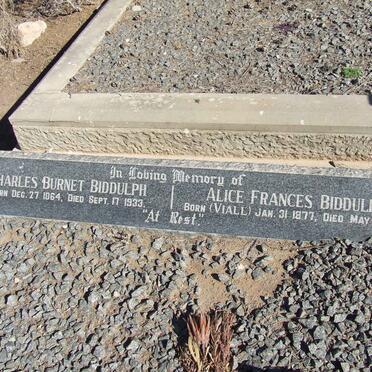 In Loving Memory of
CHARLES BURNET BIDDULPH
BORN DEC. 27 1864, DIED SEPT. 17 1933.
ALICE FRANCES BIDDULPH
BORN (VIALL) JAN. 31 1877, DIED MAY
"At Rest."